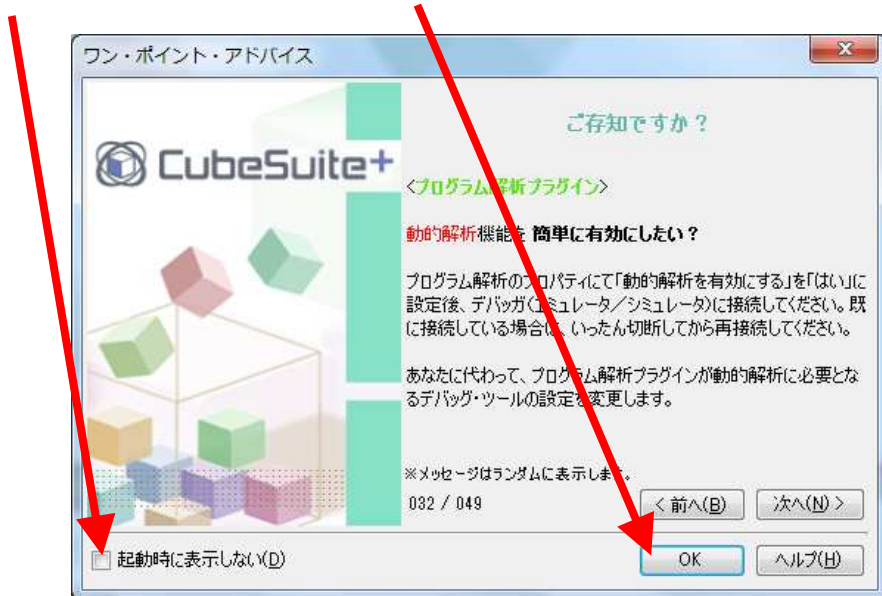 ワン・ポイント・アドバイス
CubeSuite+
ご存知ですか？
<プログラム解析プラグイン>
動的解析機能を 簡単に有効にしたい？
プログラム解析のプロパティにて「動的解析を有効にする」を「はい」に
設定後、デバッガ(エミュレータ／シミュレータ)に接続してください。既
に接続している場合は、いったん切断してから再接続してください。
あなたに代わって、プログラム解析プラグインが動的解析に必要とな
るデバッグ・ツールの設定を変更します。
※メッセージはランダムに表示します。
032 / 049
< 前へ(B)
次へ(N) >
起動時に表示しない(D)
OK
ヘルプ(H)